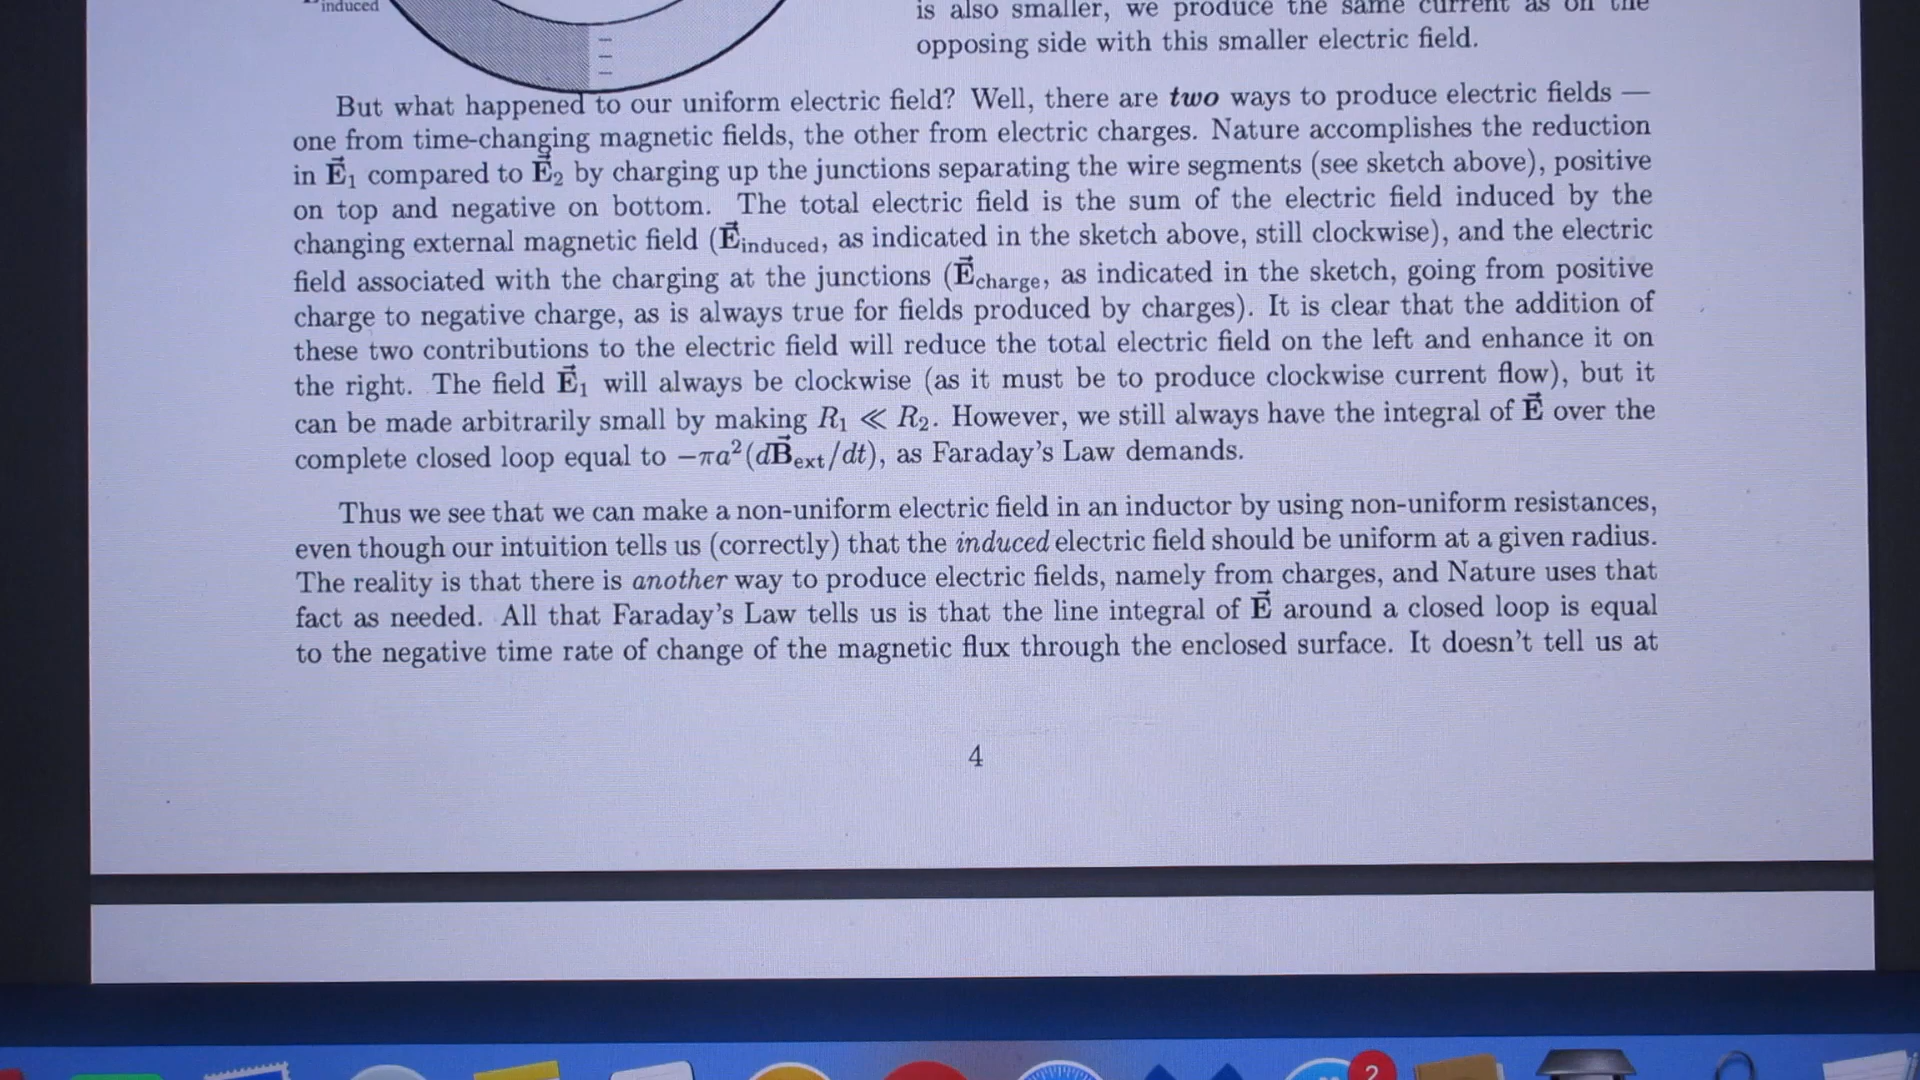 induced
is also smaller, we produce the same current as on the
opposing side with this smaller electric field.
But what happened to our uniform electric field? Well, there are two ways to produce electric fields —
one from time-changing magnetic fields, the other from electric charges. Nature accomplishes the reduction
in E⃗₁ compared to E⃗₂ by charging up the junctions separating the wire segments (see sketch above), positive
on top and negative on bottom. The total electric field is the sum of the electric field induced by the
changing external magnetic field (E⃗induced, as indicated in the sketch above, still clockwise), and the electric
field associated with the charging at the junctions (E⃗charge, as indicated in the sketch, going from positive
charge to negative charge, as is always true for fields produced by charges). It is clear that the addition of
these two contributions to the electric field will reduce the total electric field on the left and enhance it on
the right. The field E⃗₁ will always be clockwise (as it must be to produce clockwise current flow), but it
can be made arbitrarily small by making R₁ ≪ R₂. However, we still always have the integral of E⃗ over the
complete closed loop equal to −πa²(dB⃗ext/dt), as Faraday's Law demands.
Thus we see that we can make a non-uniform electric field in an inductor by using non-uniform resistances,
even though our intuition tells us (correctly) that the induced electric field should be uniform at a given radius.
The reality is that there is another way to produce electric fields, namely from charges, and Nature uses that
fact as needed. All that Faraday's Law tells us is that the line integral of E⃗ around a closed loop is equal
to the negative time rate of change of the magnetic flux through the enclosed surface. It doesn't tell us at
4
2